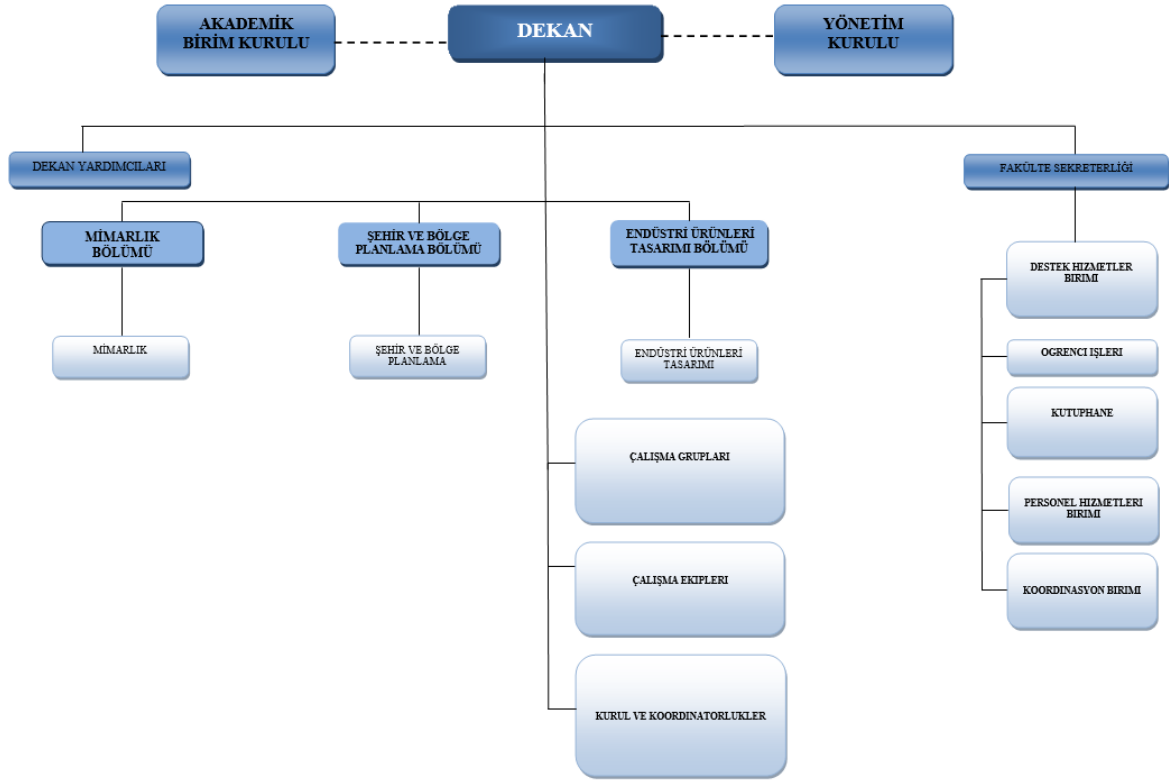 AKADEMİK
BİRİM KURULU
DEKAN
YÖNETİM
KURULU
DEKAN YARDIMCILARI
FAKÜLTE SEKRETERLİĞİ
MİMARLIK
BÖLÜMÜ
ŞEHİR VE BÖLGE
PLANLAMA BÖLÜMÜ
ENDÜSTRİ ÜRÜNLERİ
TASARIMI BÖLÜMÜ
MİMARLIK
ŞEHİR VE BÖLGE
PLANLAMA
ENDÜSTRİ ÜRÜNLERİ
TASARIMI
DESTEK HIZMETLER
BIRIMI
OGRENCI IŞLERI
KUTUPHANE
PERSONEL HIZMETLERI
BIRIMI
KOORDINASYON BIRIMI
ÇALIŞMA GRUPLARI
ÇALIŞMA EKIPLERI
KURUL VE KOORDINATORLUKLER